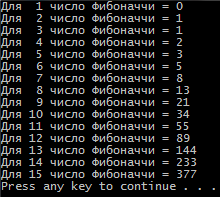 Для 1 число Фибоначчи = 0
Для 2 число Фибоначчи = 1
Для 3 число Фибоначчи = 1
Для 4 число Фибоначчи = 2
Для 5 число Фибоначчи = 3
Для 6 число Фибоначчи = 5
Для 7 число Фибоначчи = 8
Для 8 число Фибоначчи = 13
Для 9 число Фибоначчи = 21
Для 10 число Фибоначчи = 34
Для 11 число Фибоначчи = 55
Для 12 число Фибоначчи = 89
Для 13 число Фибоначчи = 144
Для 14 число Фибоначчи = 233
Для 15 число Фибоначчи = 377
Press any key to continue . . .